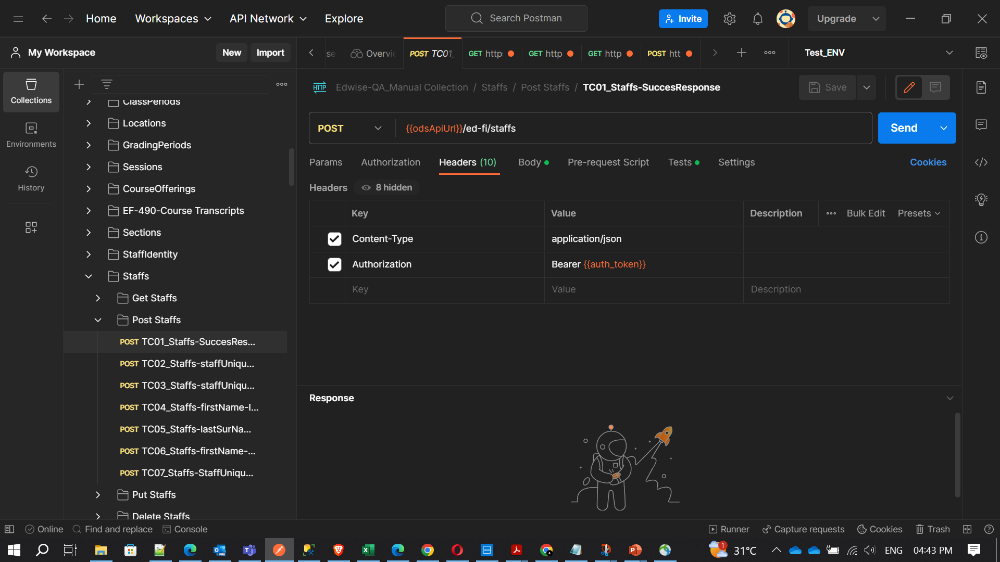 Home
Workspaces
API Network
Explore
Search Postman
Invite
Upgrade
My Workspace
New
Import
se
Overvie
POST TC01_
GET http
GET http
GET http
POST htt
Test_ENV
Collections
Environments
History
ClassPeriods
Locations
GradingPeriods
Sessions
CourseOfferings
EF-490-Course Transcripts
Sections
StaffIdentity
Staffs
Get Staffs
Post Staffs
POST TC01_Staffs-SuccesRes...
POST TC02_Staffs-staffUniqu...
POST TC03_Staffs-staffUniqu...
POST TC04_Staffs-firstName-I...
POST TC05_Staffs-lastSurNa...
POST TC06_Staffs-firstName-...
POST TC07_Staffs-StaffUniqu...
Put Staffs
Delete Staffs
HTTP Edwise-QA_Manual Collection / Staffs / Post Staffs / TC01_Staffs-SuccesResponse
Save
POST
{{odsApiUrl}}/ed-fi/staffs
Send
Params
Authorization
Headers (10)
Body
Pre-request Script
Tests
Settings
Cookies
Headers
8 hidden
Key
Value
Description
Bulk Edit
Presets
Content-Type
application/json
Authorization
Bearer {{auth_token}}
Key
Value
Description
Response
Online
Find and replace
Console
Runner
Capture requests
Cookies
Trash
1
31°C
ENG
04:43 PM